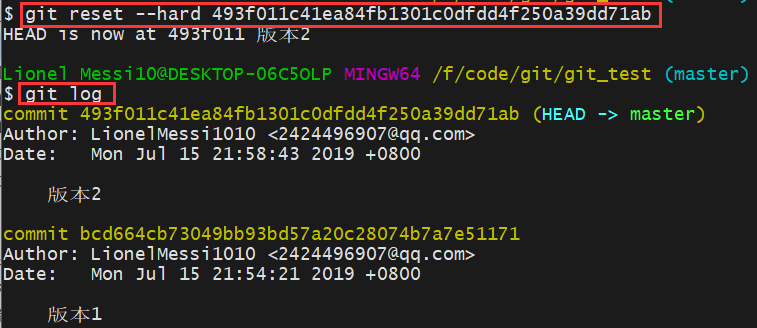 $ git reset --hard 493f011c41ea84fb1301c0dfdd4f250a39dd71ab
HEAD is now at 493f011 版本2
Lionel Messi10@DESKTOP-06C5OLP MINGW64 /f/code/git/git_test (master)
$ git log
commit 493f011c41ea84fb1301c0dfdd4f250a39dd71ab (HEAD -> master)
Author: LionelMessi1010 <2424496907@qq.com>
Date:   Mon Jul 15 21:58:43 2019 +0800
版本2
commit bcd664cb73049bb93bd57a20c28074b7a7e51171
Author: LionelMessi1010 <2424496907@qq.com>
Date:   Mon Jul 15 21:54:21 2019 +0800
版本1